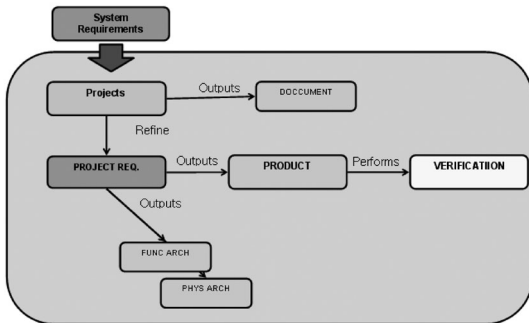 System
Requirements
Projects
Outputs
DOCCUMENT
Refine
PROJECT REQ.
Outputs
PRODUCT
Performs
VERIFICATIION
Outputs
FUNC ARCH
PHYS ARCH